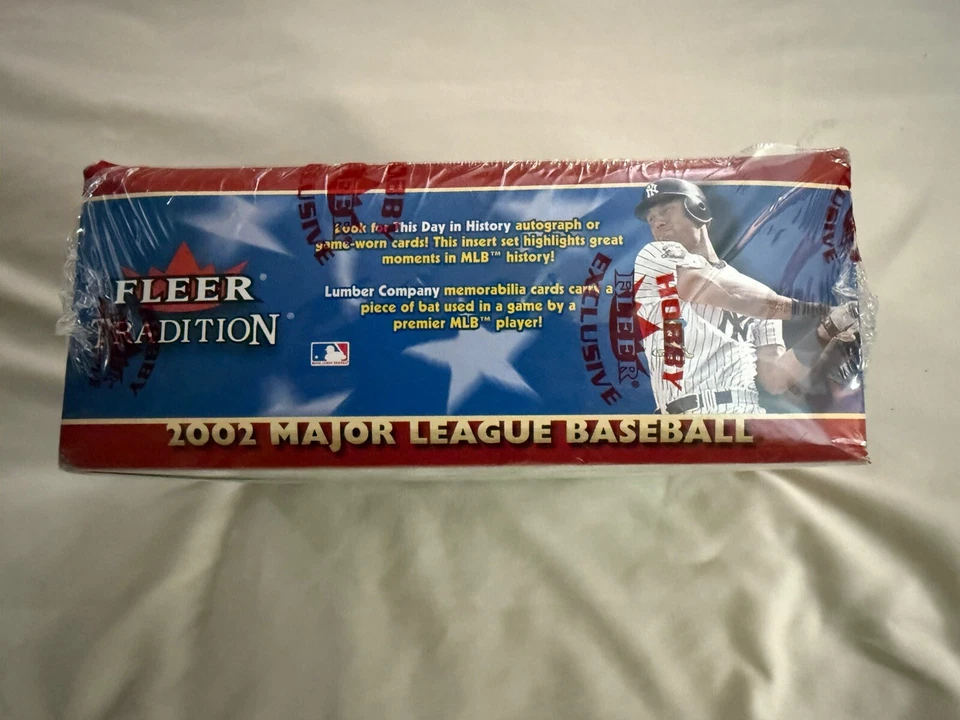 Look for This Day in History autograph or
game-worn cards! This insert set highlights great
moments in MLB™ history!
Lumber Company memorabilia cards carry a
piece of bat used in a game by a
premier MLB™ player!
FLEER®
TRADITION®
2002 MAJOR LEAGUE BASEBALL
HOBBY
FLEER
EXCLUSIVE
EXCLUSIVE
NY